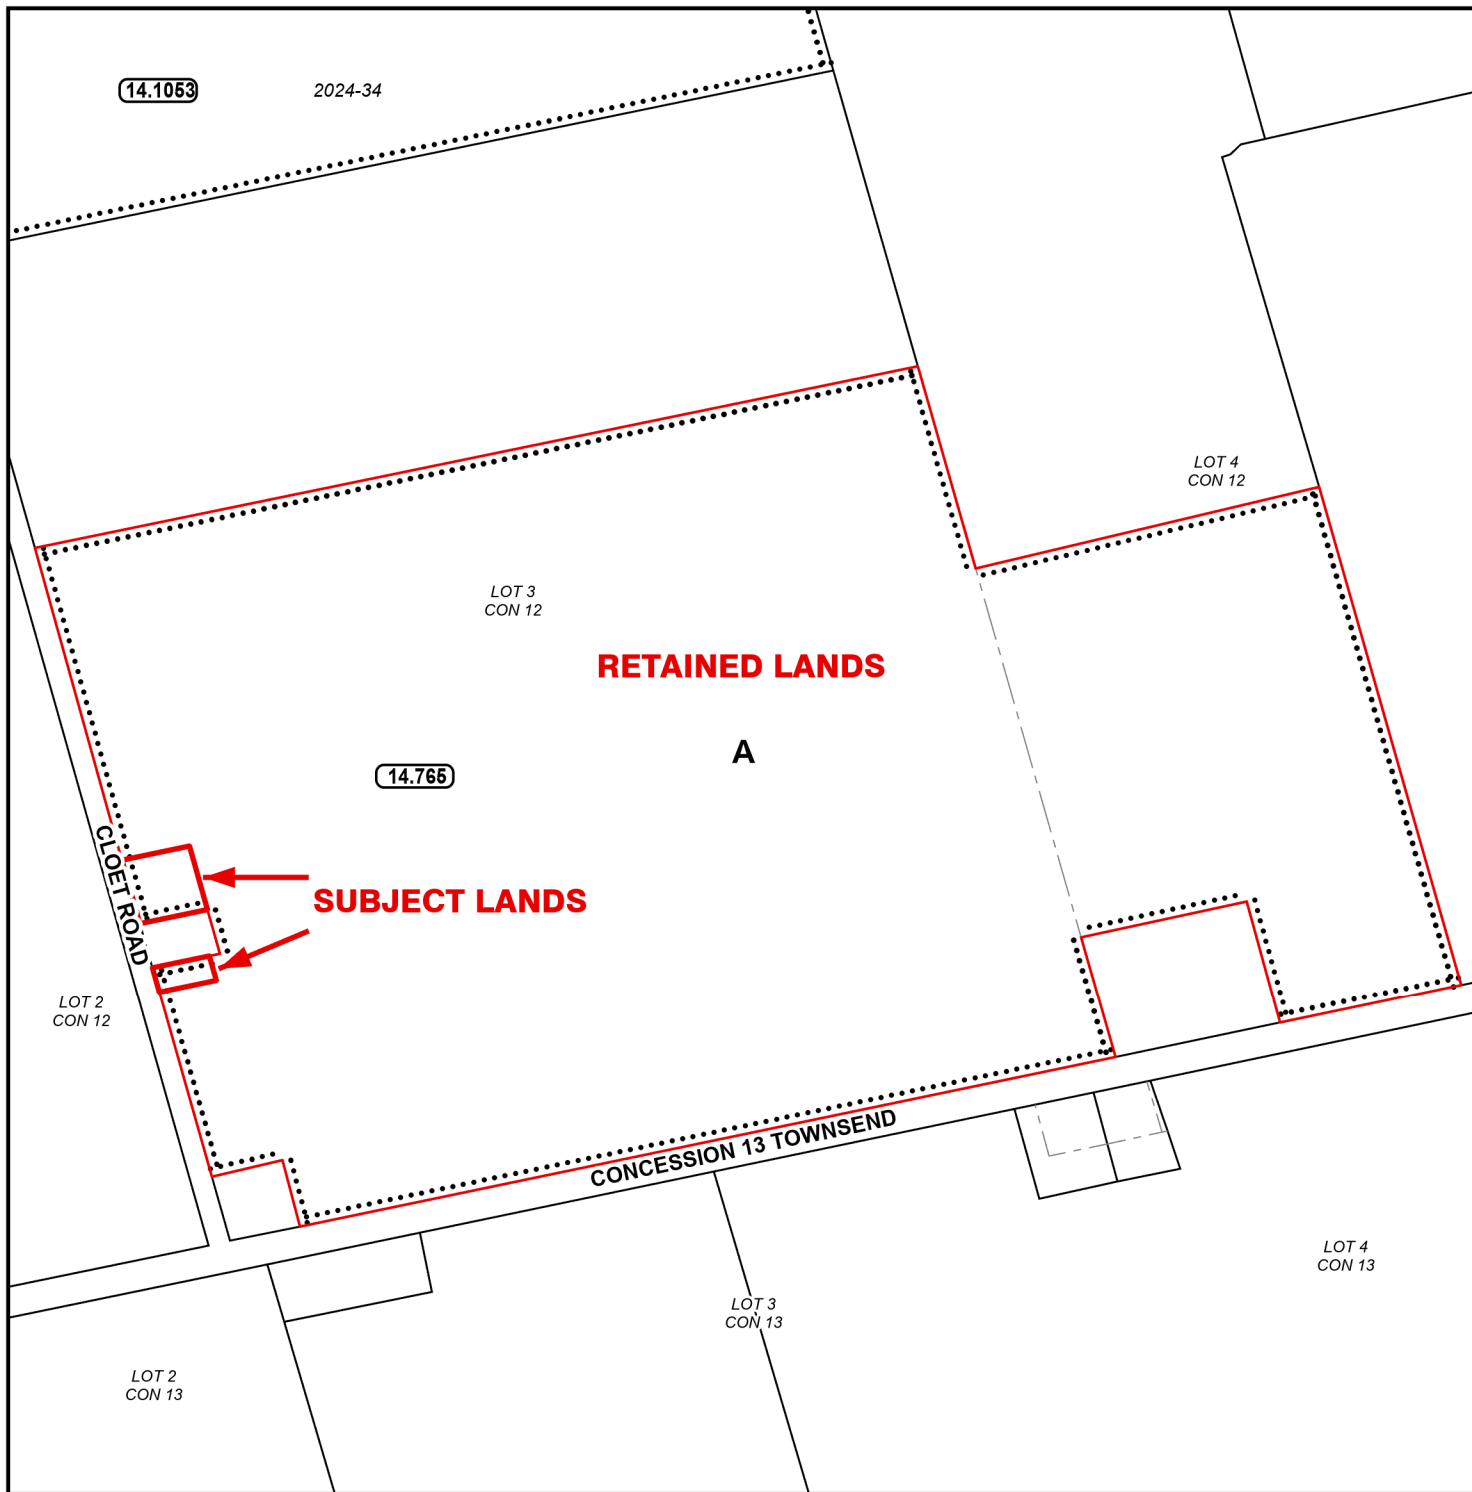 14.1053
2024-34
LOT 4
CON 12
LOT 3
CON 12
RETAINED LANDS
A
14.765
CLOET ROAD
SUBJECT LANDS
LOT 2
CON 12
CONCESSION 13 TOWNSEND
LOT 4
CON 13
LOT 3
CON 13
LOT 2
CON 13